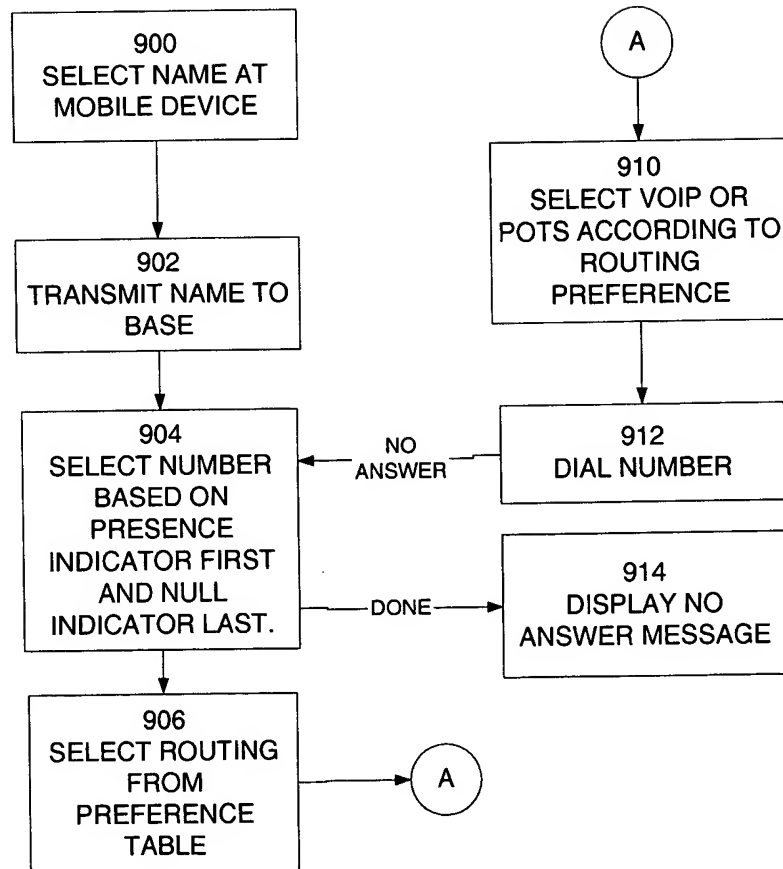 900
SELECT NAME AT
MOBILE DEVICE
902
TRANSMIT NAME TO
BASE
904
SELECT NUMBER
BASED ON
PRESENCE
INDICATOR FIRST
AND NULL
INDICATOR LAST.
906
SELECT ROUTING
FROM
PREFERENCE
TABLE
A
A
910
SELECT VOIP OR
POTS ACCORDING TO
ROUTING
PREFERENCE
912
DIAL NUMBER
NO
ANSWER
DONE
914
DISPLAY NO
ANSWER MESSAGE